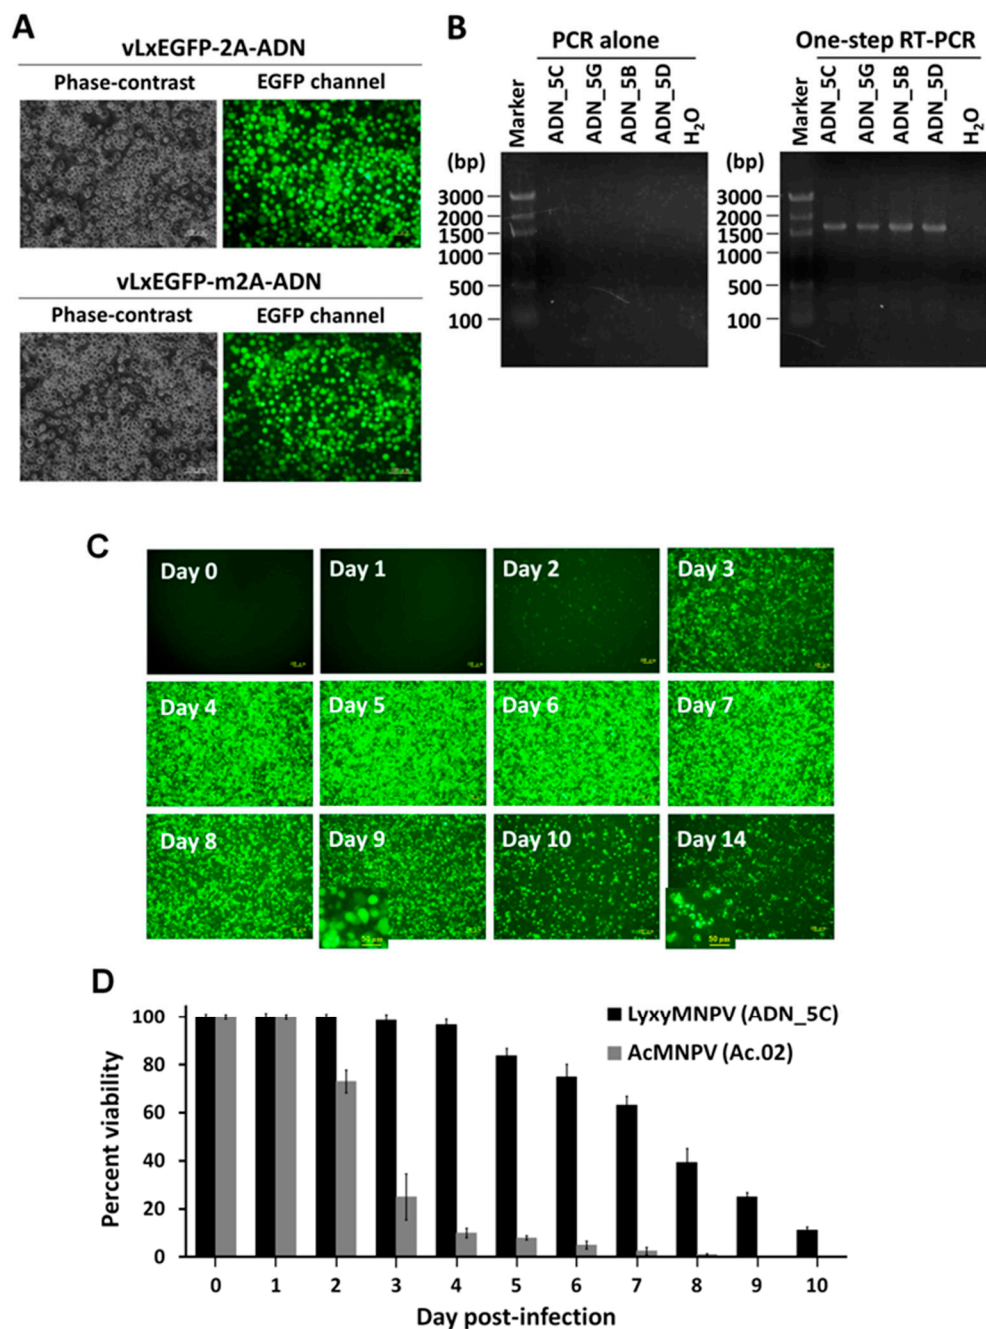 A
vLxEGFP-2A-ADN
Phase-contrast EGFP channel
vLxEGFP-m2A-ADN
Phase-contrast EGFP channel
B
PCR alone
One-step RT-PCR
Marker
ADN_5C
ADN_5G
ADN_5B
ADN_5D
H₂O
(bp)
3000
2000
1500
1000
500
100
Marker
ADN_5C
ADN_5G
ADN_5B
ADN_5D
H₂O
(bp)
3000
2000
1500
1000
500
100
C
Day 0 Day 1 Day 2 Day 3
Day 4 Day 5 Day 6 Day 7
Day 8 Day 9 Day 10 Day 14
50 µm 50 µm
D
Percent viability
100
80
60
40
20
0
LyxyMNPV (ADN_5C)
AcMNPV (Ac.02)
0 1 2 3 4 5 6 7 8 9 10
Day post-infection